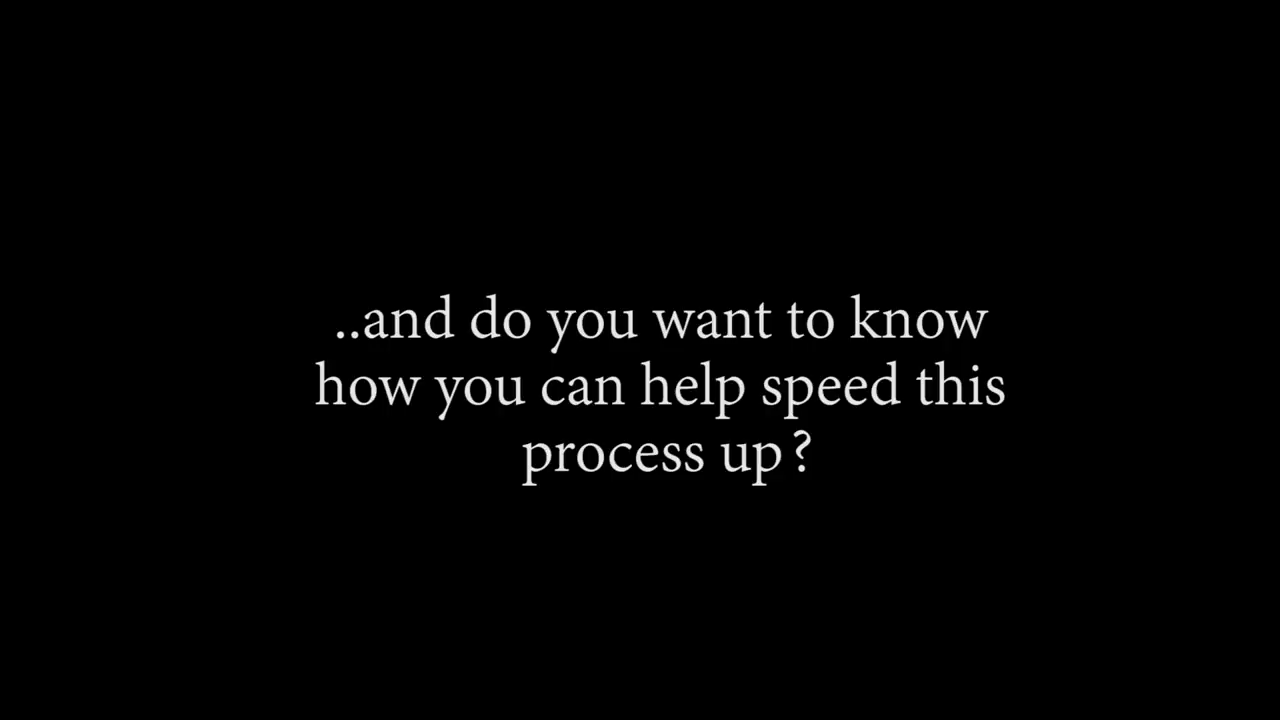 ..and do you want to know
how you can help speed this
process up?